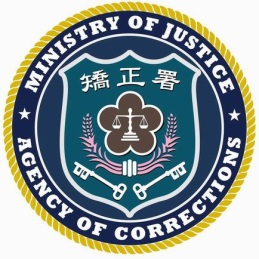 MINISTRY OF JUSTICE
矯正署
AGENCY OF CORRECTIONS